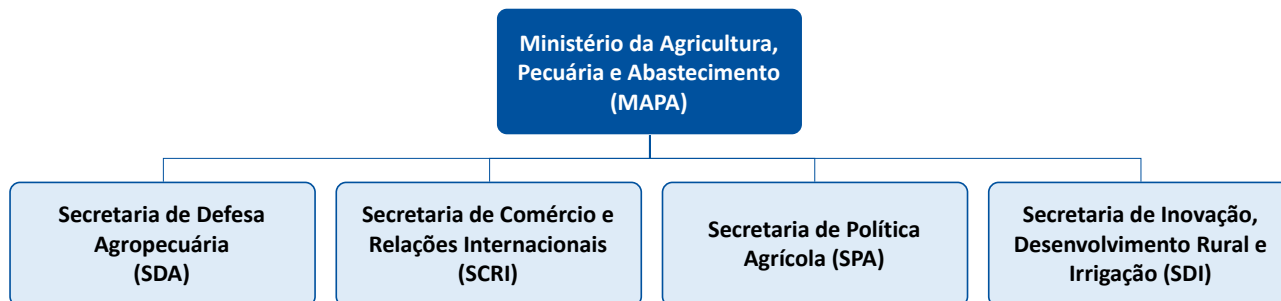 Ministério da Agricultura,
Pecuária e Abastecimento
(MAPA)
Secretaria de Defesa
Agropecuária
(SDA)
Secretaria de Comércio e
Relações Internacionais
(SCRI)
Secretaria de Política
Agrícola (SPA)
Secretaria de Inovação,
Desenvolvimento Rural e
Irrigação (SDI)